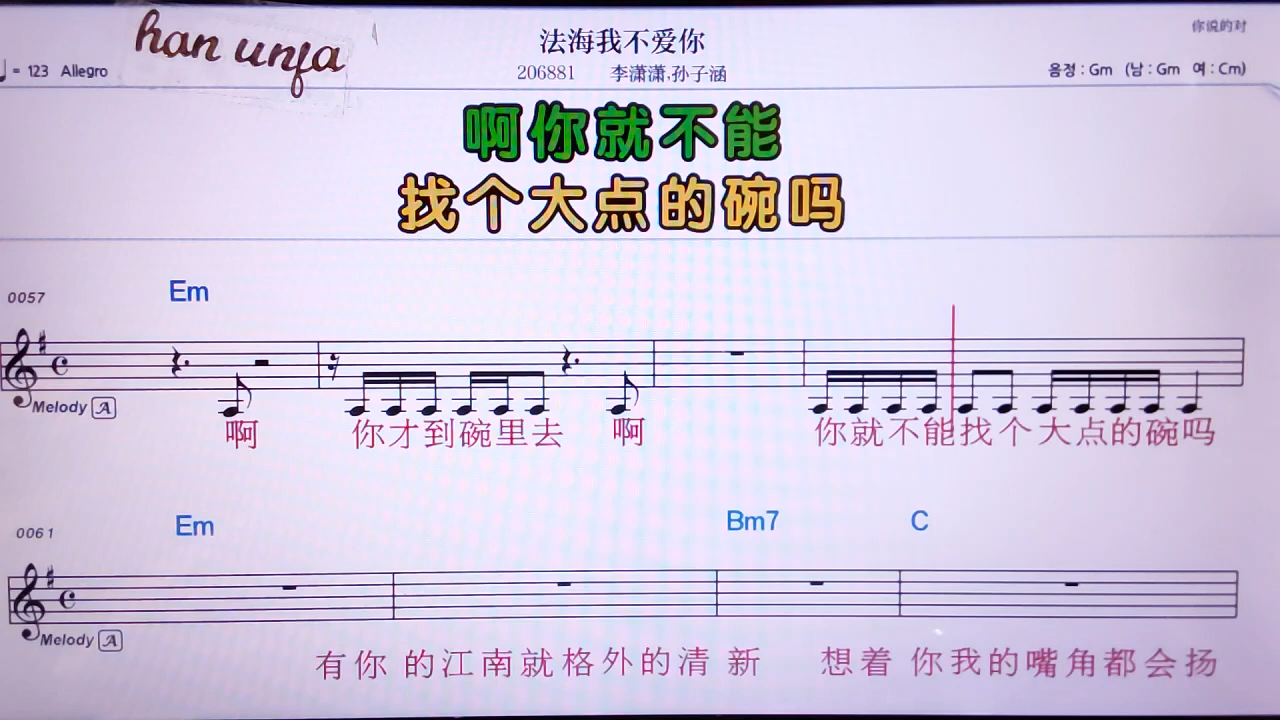 han unfa
法海我不爱你
你说的对
= 123 Allegro
206881 李潇潇,孙子涵
음정 : Gm (남 : Gm 여 : Cm)
啊你就不能
找个大点的碗吗
0057 Em
Melody A
啊 你才到碗里去 啊 你就不能找个大点的碗吗
0061 Em Bm7 C
Melody A
有你 的江南就格外的清 新 想着 你我的嘴角都会扬